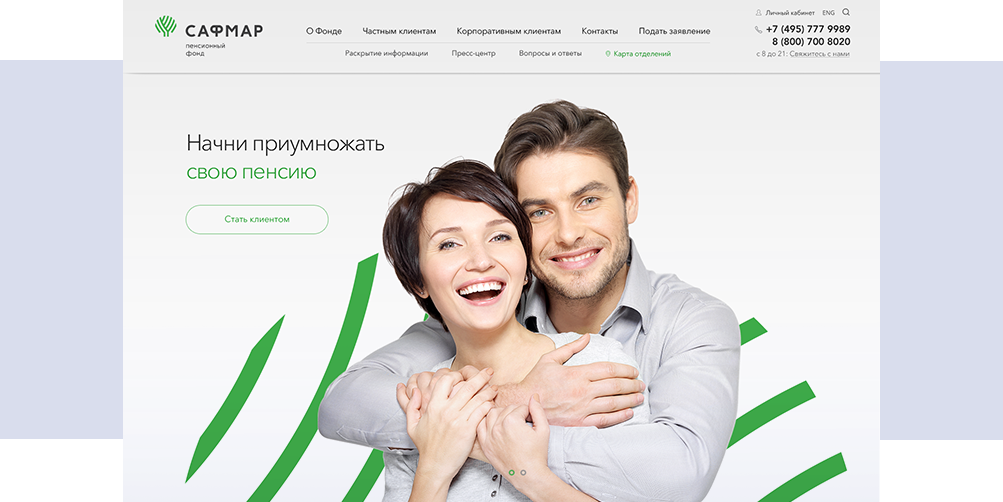 САФМАР
пенсионный
фонд
О Фонде Частным клиентам Корпоративным клиентам Контакты Подать заявление
Раскрытие информации Пресс-центр Вопросы и ответы Карта отделений
Личный кабинет ENG
+7 (495) 777 9989
8 (800) 700 8020
с 8 до 21: Свяжитесь с нами
Начни приумножать
свою пенсию
Стать клиентом